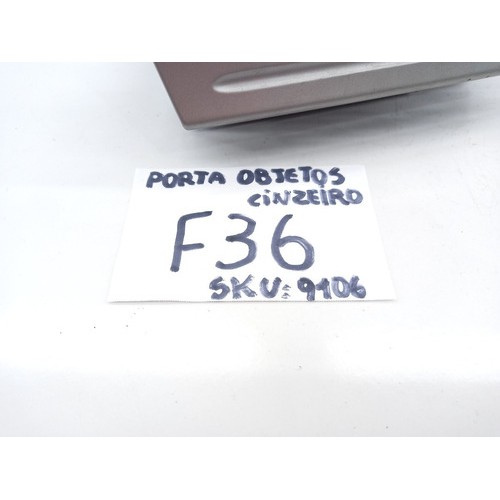 PORTA OBJETOS
CINZEIRO
F36
SKU: 9106